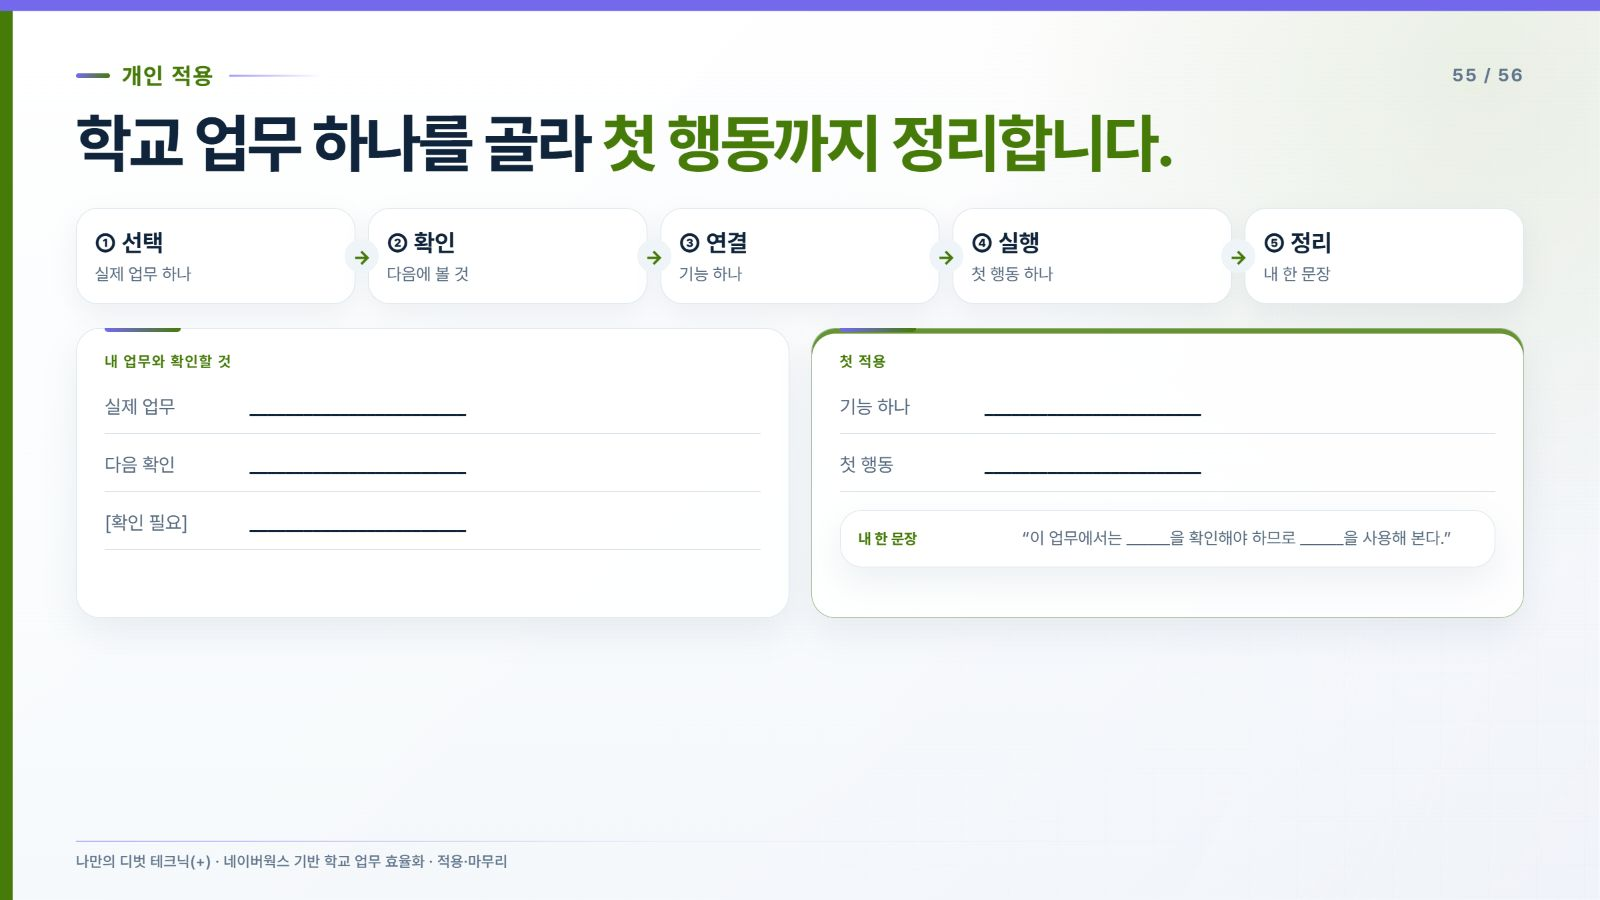 개인 적용
55 / 56
학교 업무 하나를 골라 첫 행동까지 정리합니다.
① 선택
실제 업무 하나
→
② 확인
다음에 볼 것
→
③ 연결
기능 하나
→
④ 실행
첫 행동 하나
→
⑤ 정리
내 한 문장
내 업무와 확인할 것
실제 업무 ________________________
다음 확인 ________________________
[확인 필요] ________________________
첫 적용
기능 하나 ________________________
첫 행동 ________________________
내 한 문장 “이 업무에서는 ______을 확인해야 하므로 ______을 사용해 본다.”
나만의 디벗 테크닉(+) · 네이버웍스 기반 학교 업무 효율화 · 적용·마무리